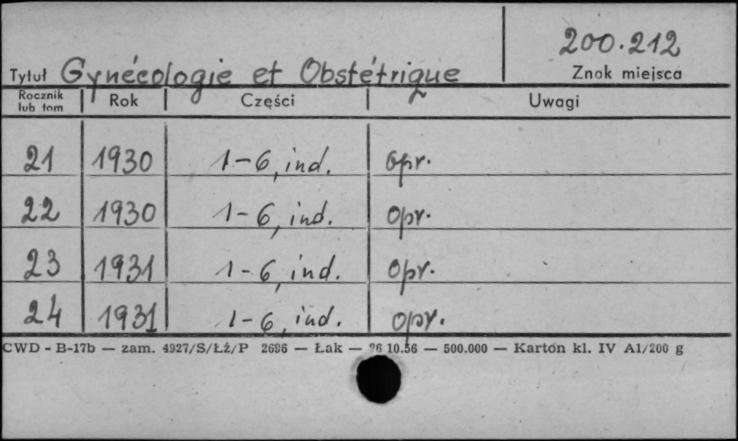 200.212
Tytuł Gynécologie et Obstétrique Znak miejsca
Rocznik lub tom Rok Części Uwagi
21 1930 1-6, ind. opr.
22 1930 1-6, ind. opr.
23 1931 1-6, ind. opr.
24 1931 1-6, ind. opr.
CWD - B-17b — zam. 4927/S/Łź/P 2686 — Łak — 26 10.56 — 500.000 — Karton kl. IV A1/200 g